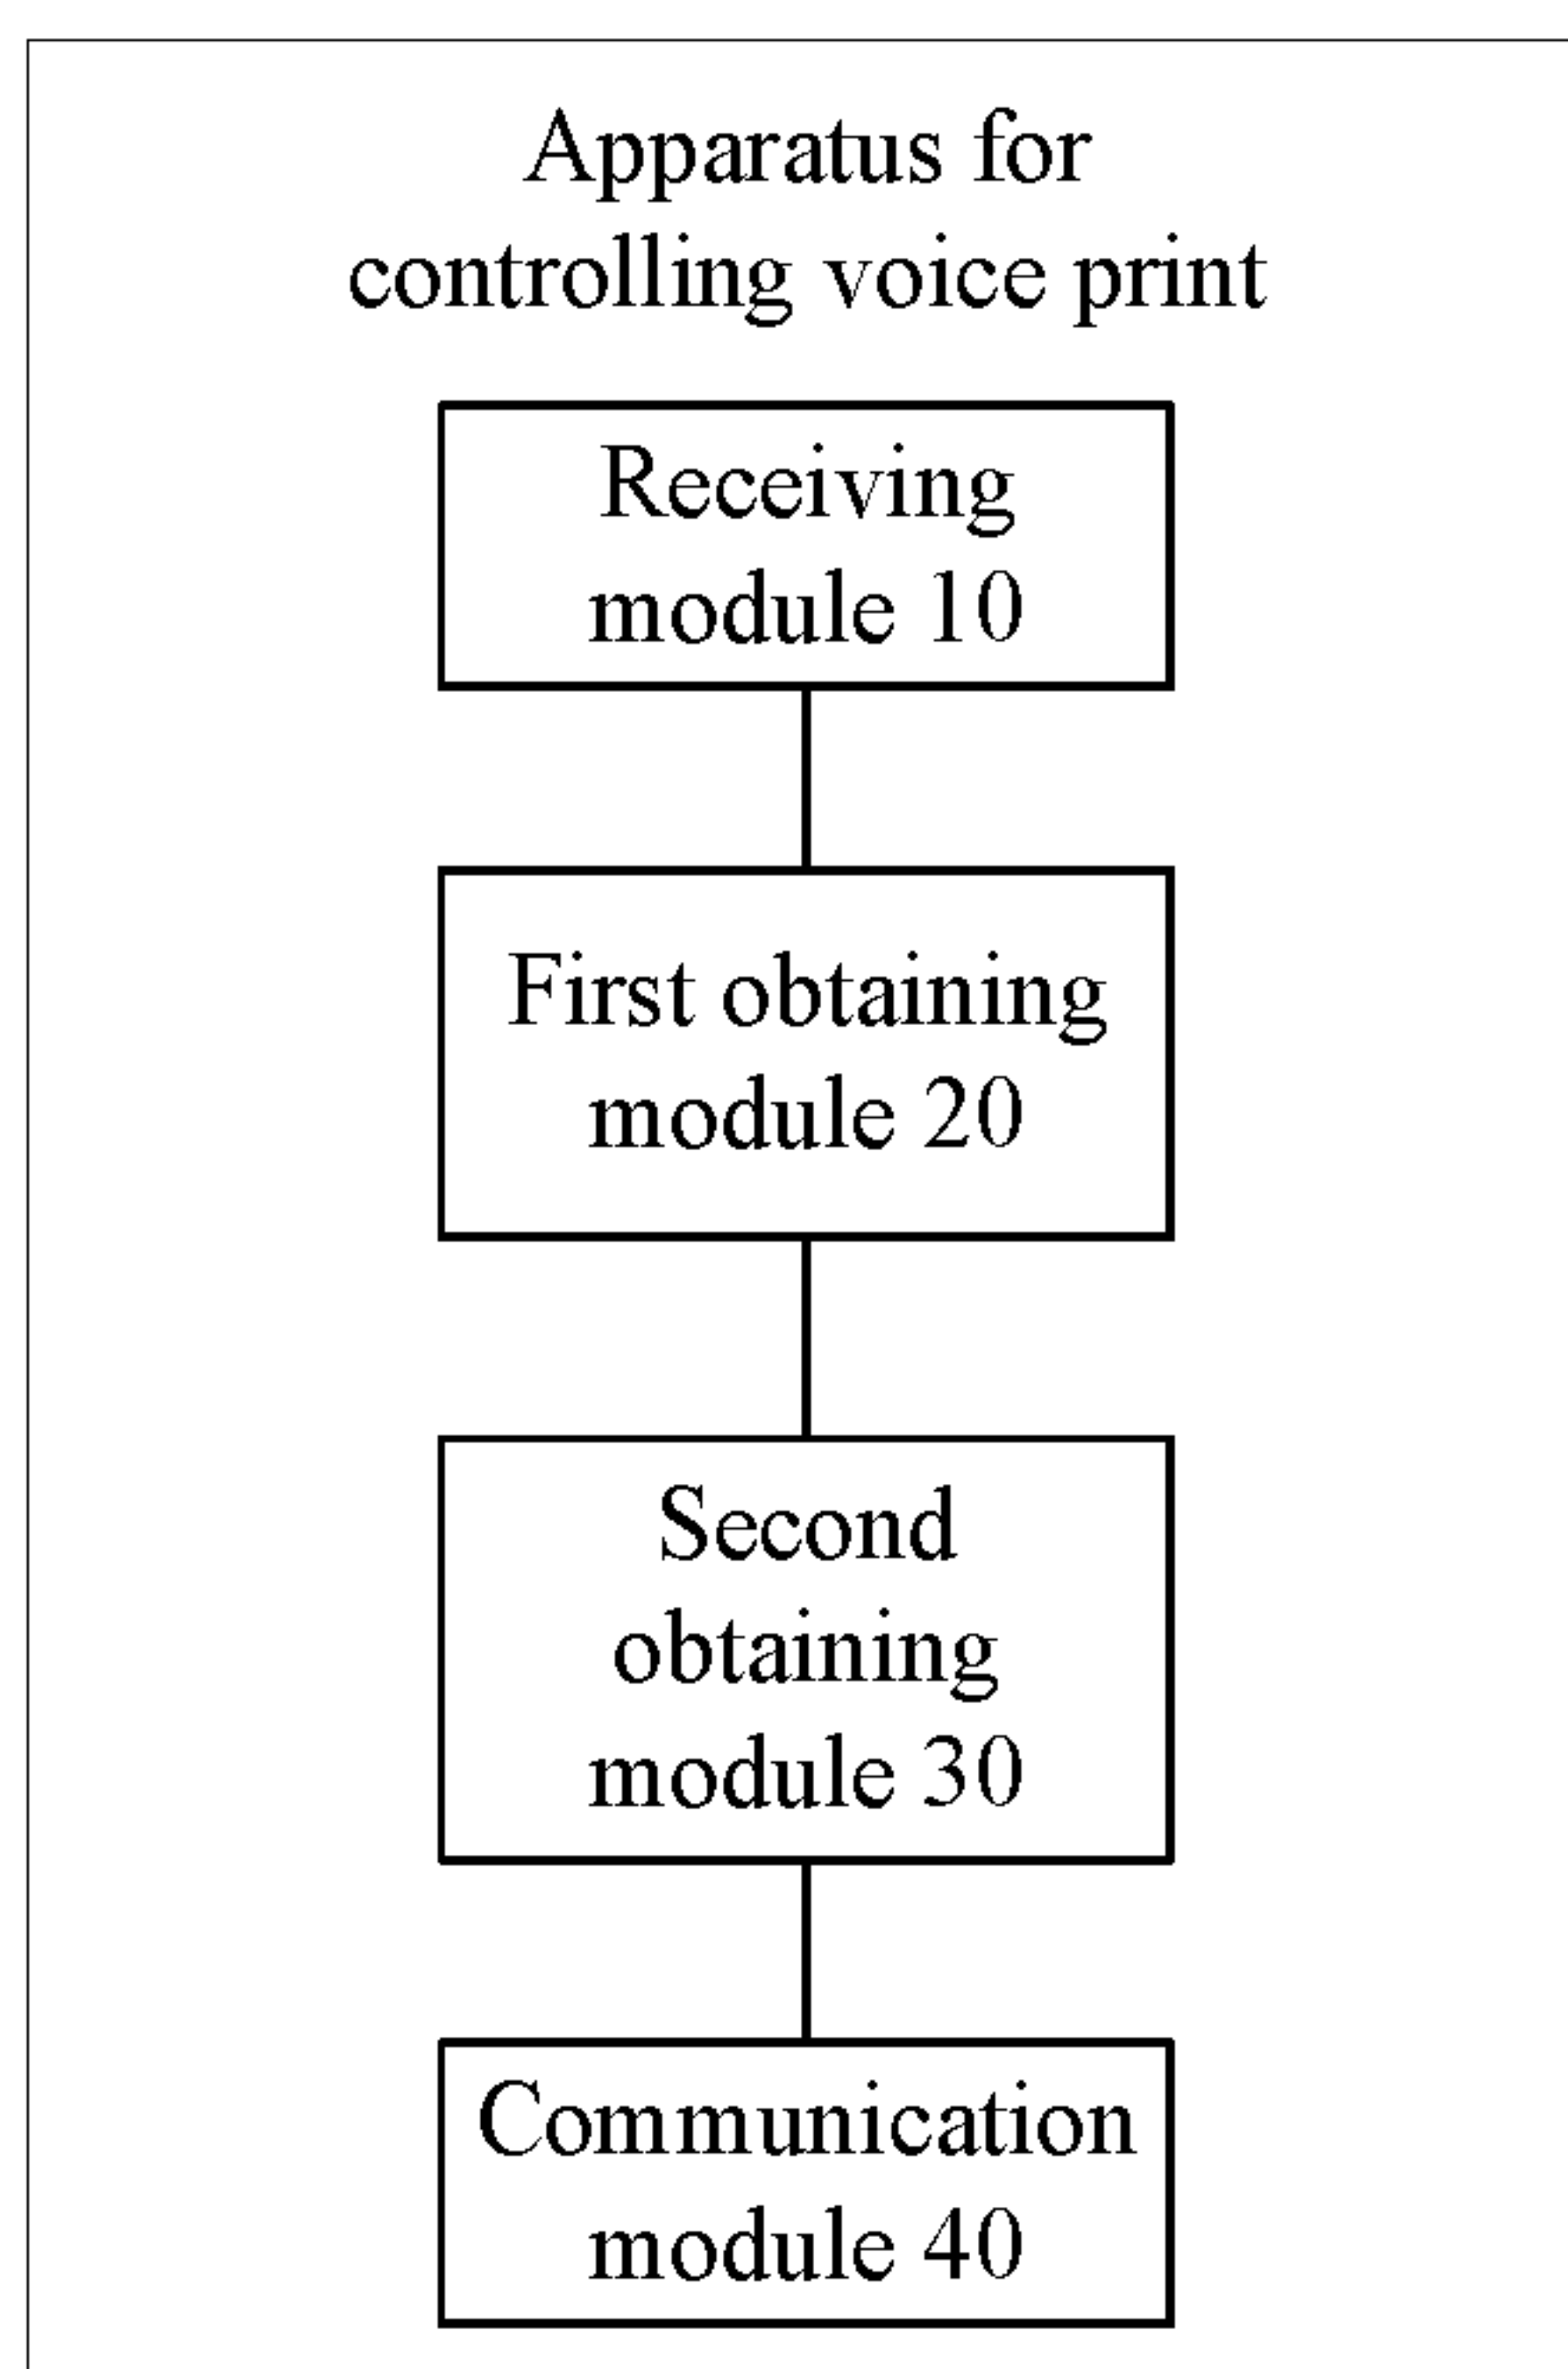 Apparatus for
controlling voice print
Receiving
module 10
First obtaining
module 20
Second
obtaining
module 30
Communication
module 40